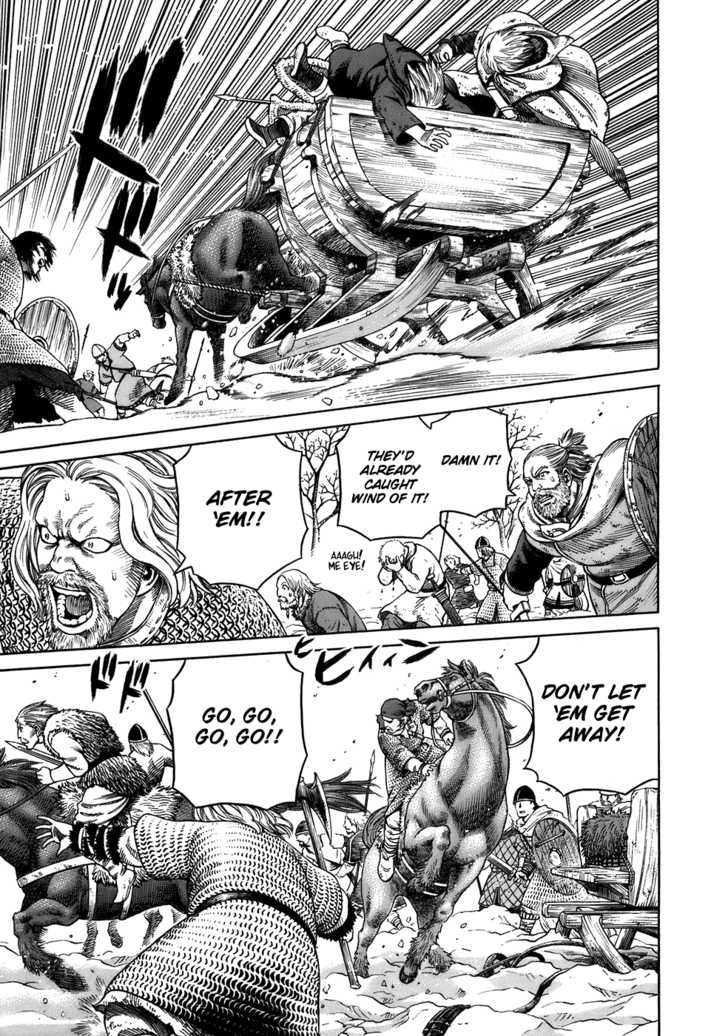 ドドド
DAMN IT!
THEY'D
ALREADY
CAUGHT
WIND OF IT!
AAAGH!
ME EYE!
AFTER
'EM!!
ヒヒィィィン
DON'T LET
'EM GET
AWAY!
GO, GO,
GO, GO!!
ドド